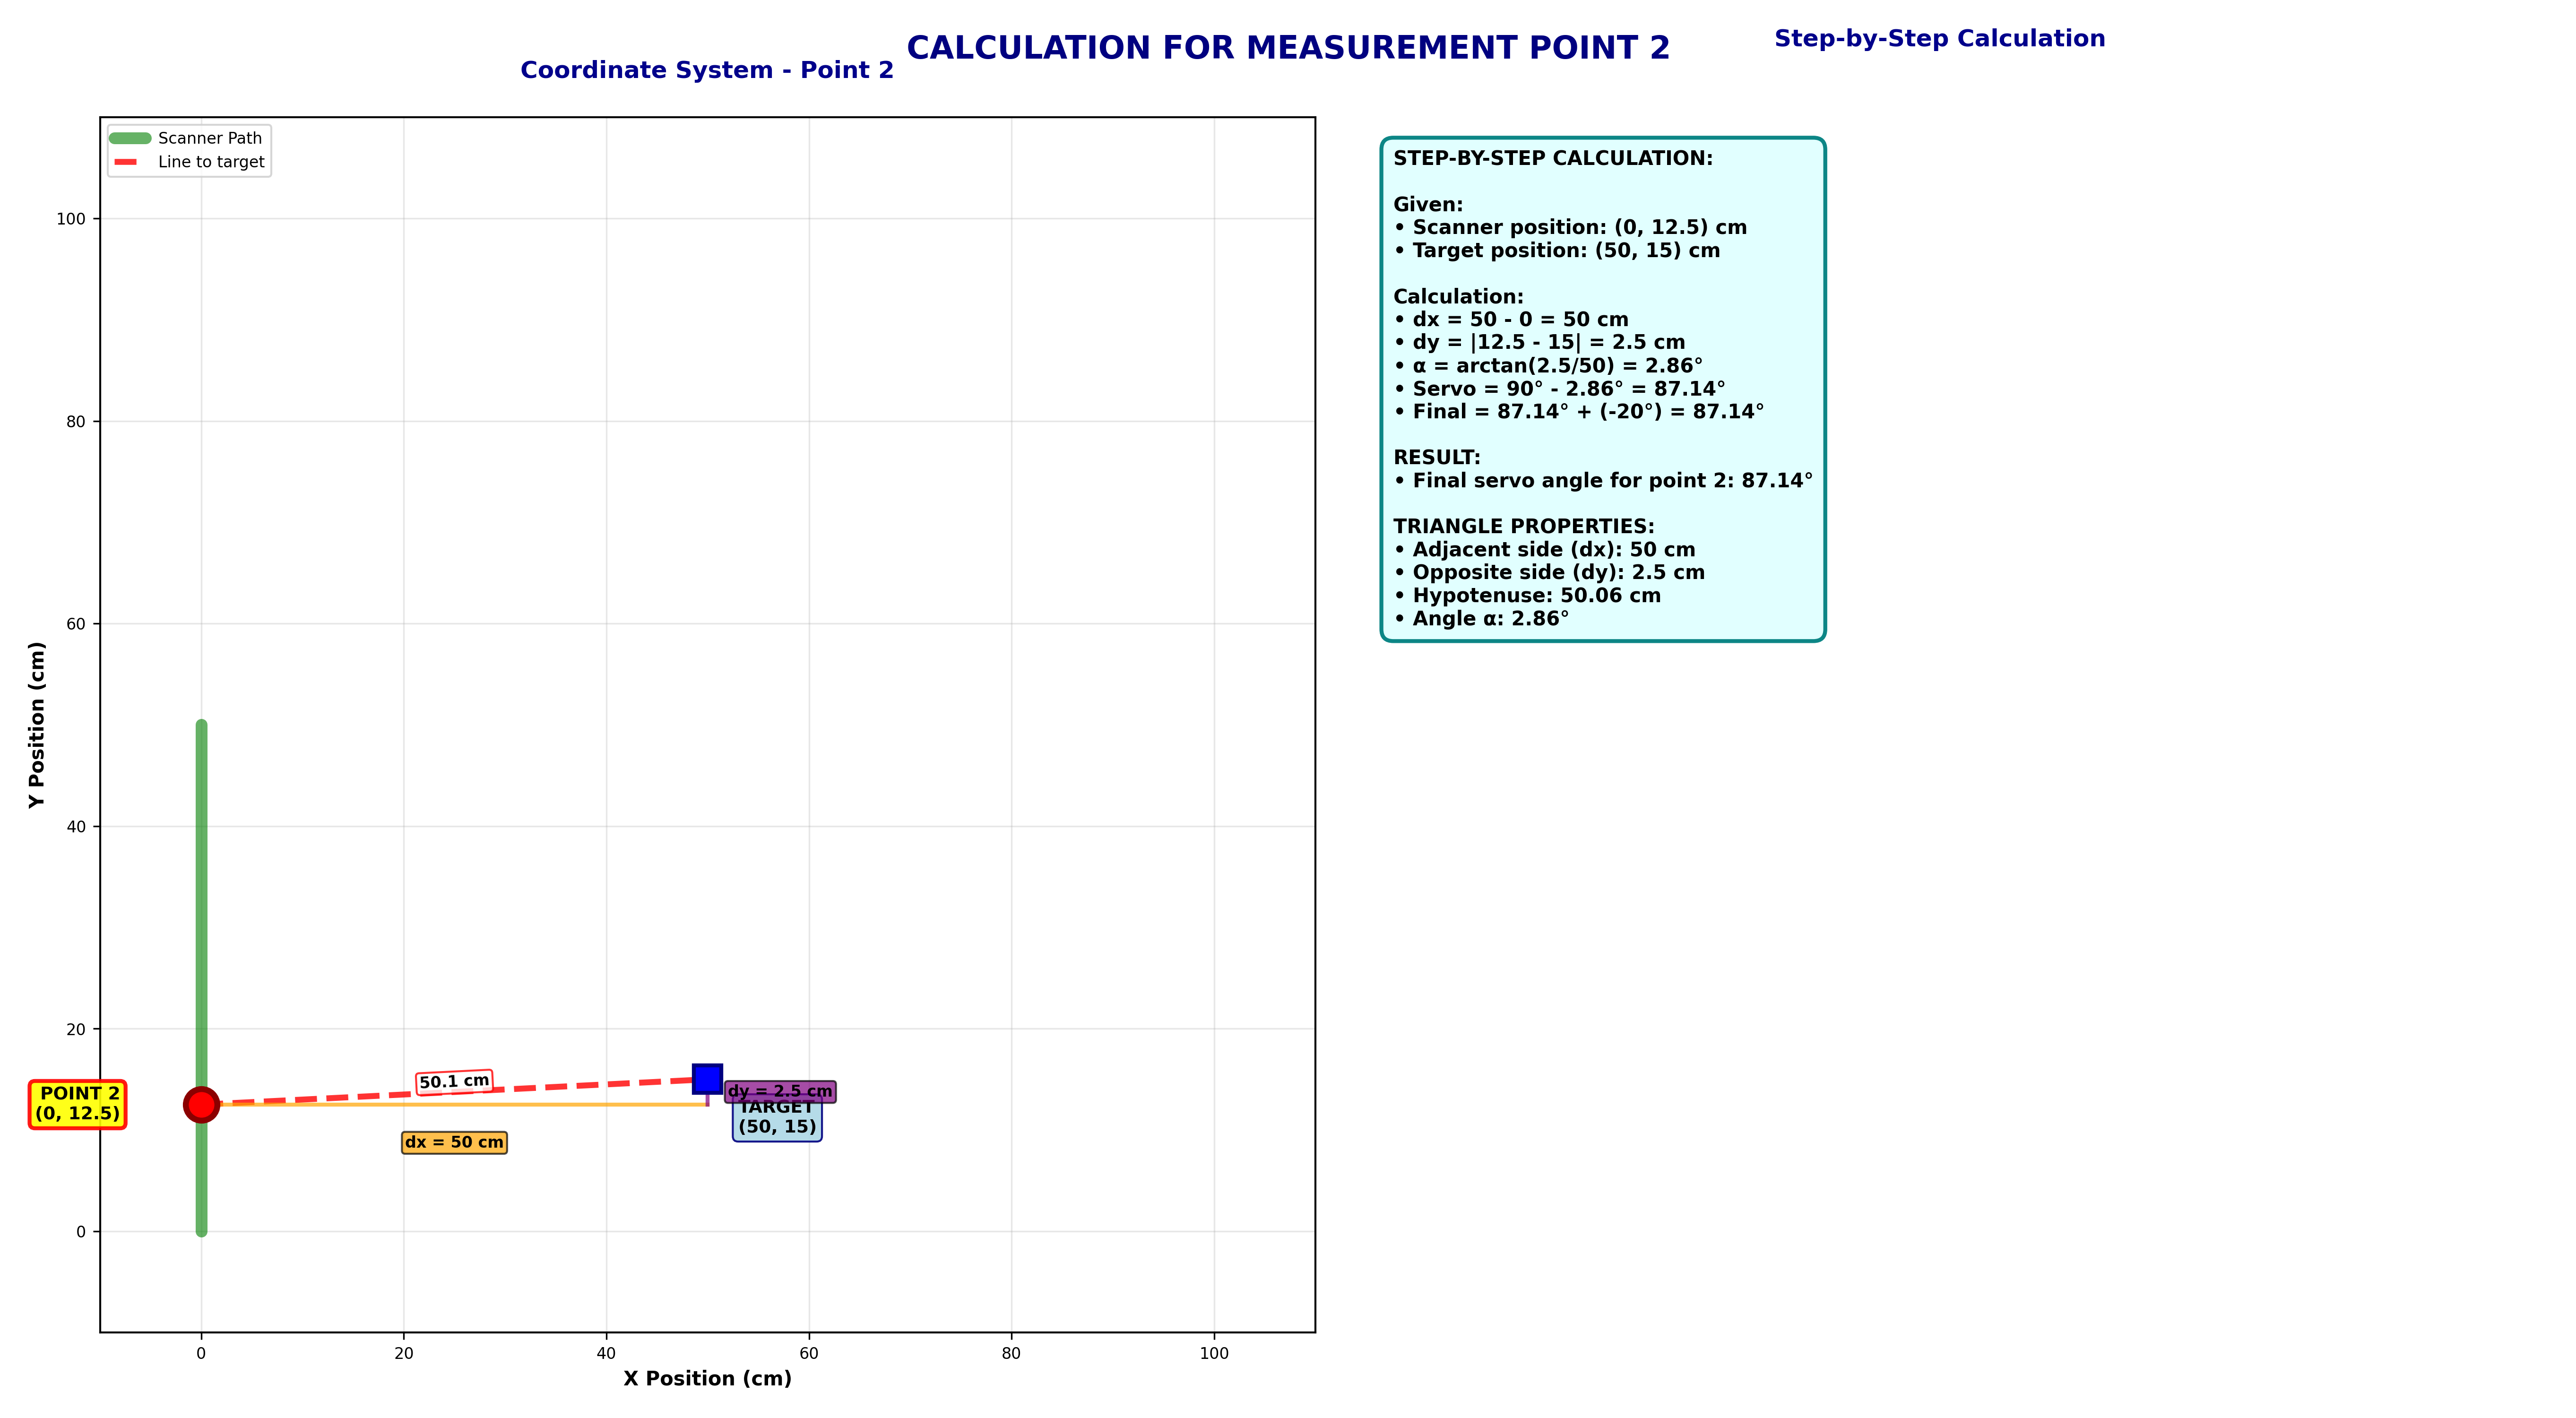 CALCULATION FOR MEASUREMENT POINT 2
Coordinate System - Point 2
Scanner Path
Line to target
100
80
60
40
20
0
Y Position (cm)
POINT 2
(0, 12.5)
50.1 cm
dx = 50 cm
dy = 2.5 cm
TARGET
(50, 15)
0
20
40
60
80
100
X Position (cm)
Step-by-Step Calculation
STEP-BY-STEP CALCULATION:
Given:
• Scanner position: (0, 12.5) cm
• Target position: (50, 15) cm
Calculation:
• dx = 50 - 0 = 50 cm
• dy = |12.5 - 15| = 2.5 cm
• α = arctan(2.5/50) = 2.86°
• Servo = 90° - 2.86° = 87.14°
• Final = 87.14° + (-20°) = 87.14°
RESULT:
• Final servo angle for point 2: 87.14°
TRIANGLE PROPERTIES:
• Adjacent side (dx): 50 cm
• Opposite side (dy): 2.5 cm
• Hypotenuse: 50.06 cm
• Angle α: 2.86°